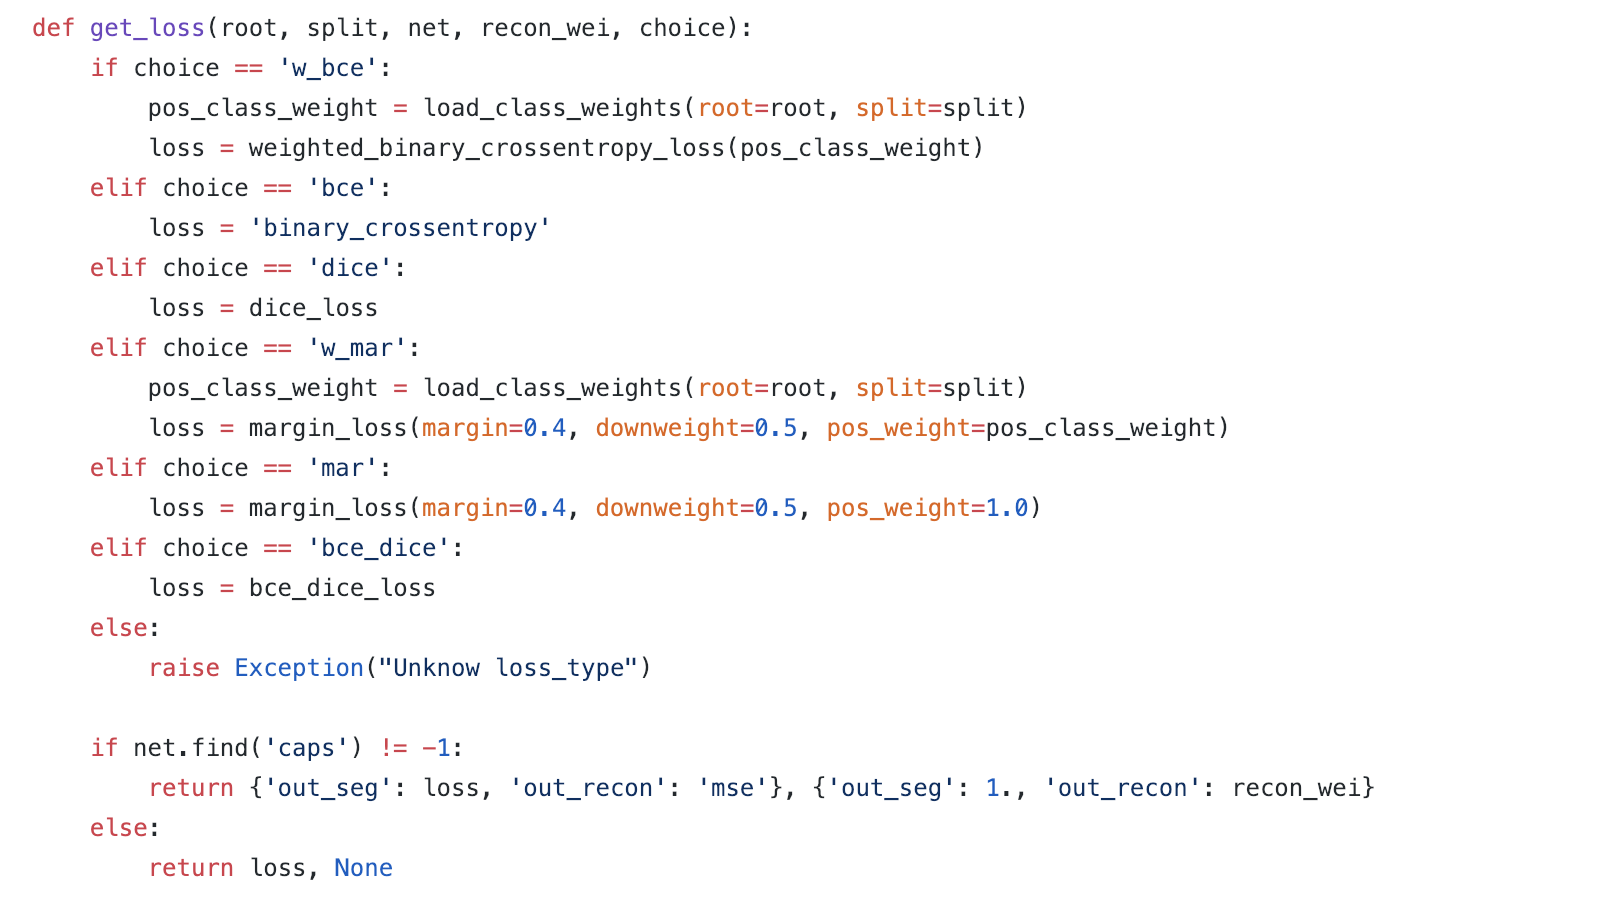 def get_loss(root, split, net, recon_wei, choice):
    if choice == 'w_bce':
        pos_class_weight = load_class_weights(root=root, split=split)
        loss = weighted_binary_crossentropy_loss(pos_class_weight)
    elif choice == 'bce':
        loss = 'binary_crossentropy'
    elif choice == 'dice':
        loss = dice_loss
    elif choice == 'w_mar':
        pos_class_weight = load_class_weights(root=root, split=split)
        loss = margin_loss(margin=0.4, downweight=0.5, pos_weight=pos_class_weight)
    elif choice == 'mar':
        loss = margin_loss(margin=0.4, downweight=0.5, pos_weight=1.0)
    elif choice == 'bce_dice':
        loss = bce_dice_loss
    else:
        raise Exception("Unknow loss_type")

    if net.find('caps') != -1:
        return {'out_seg': loss, 'out_recon': 'mse'}, {'out_seg': 1., 'out_recon': recon_wei}
    else:
        return loss, None